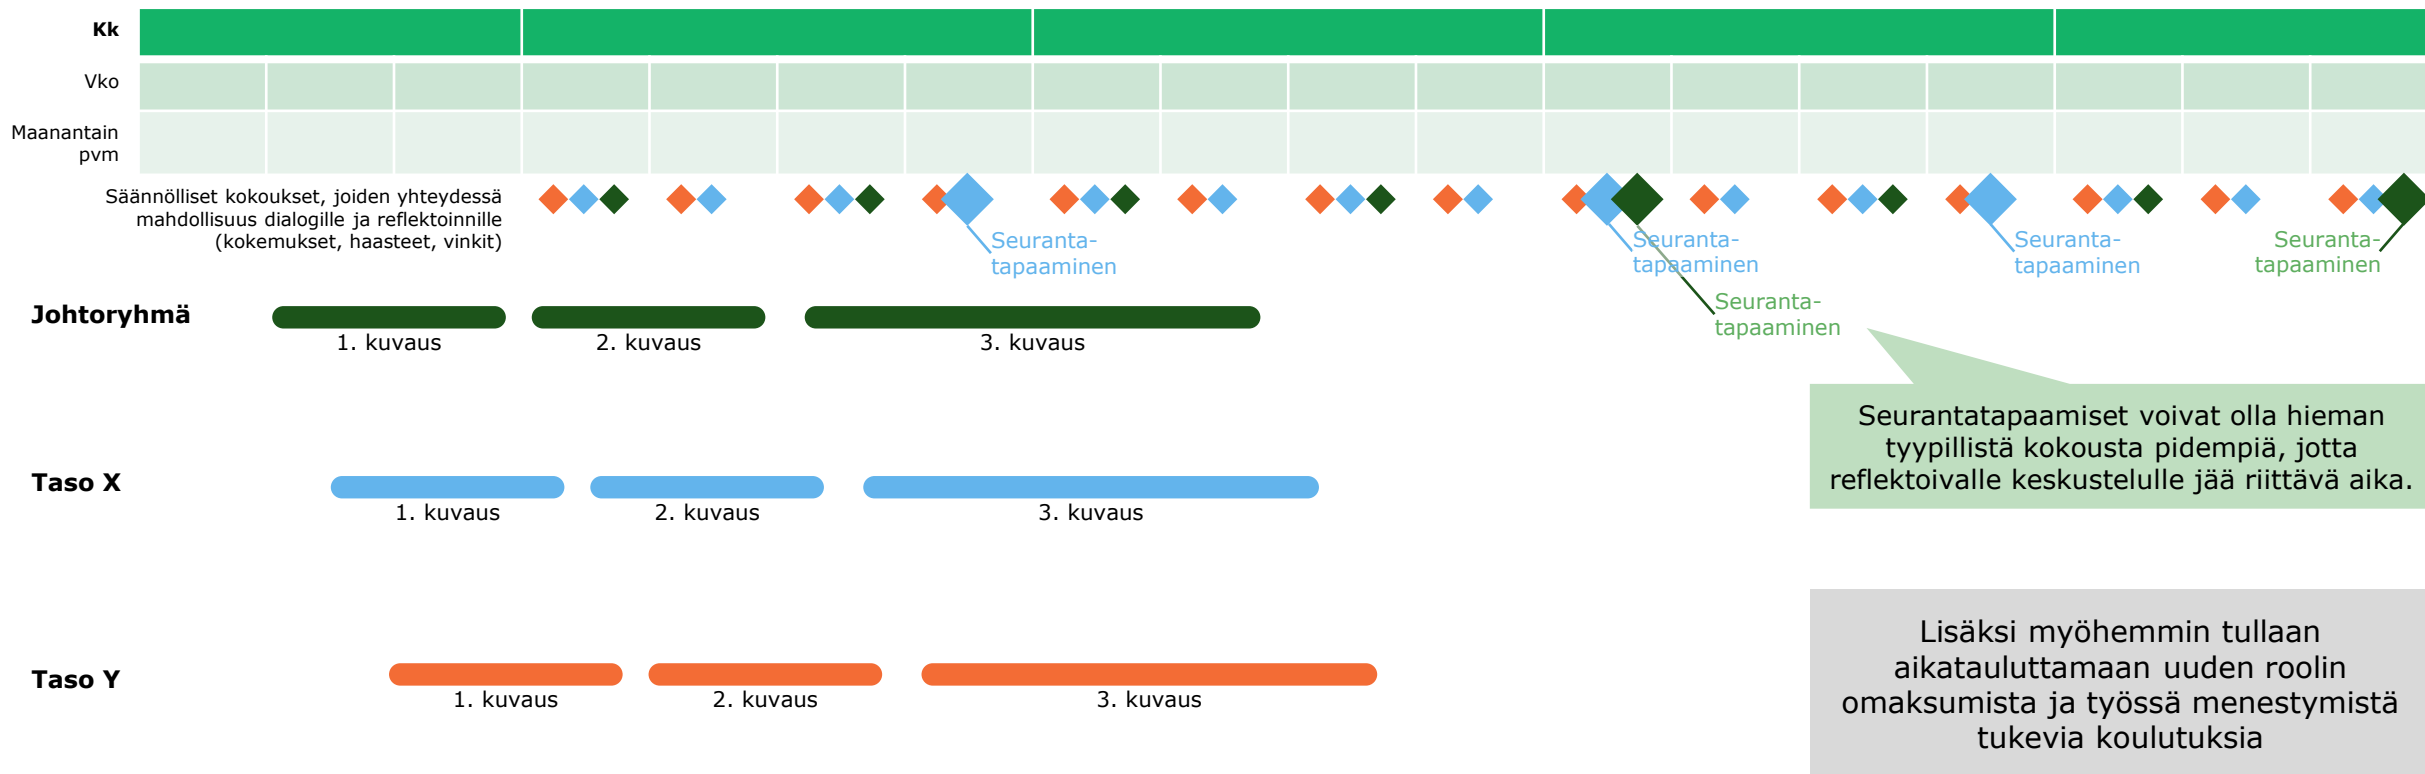 Kk
Vko
Maanantain
pvm
Säännölliset kokoukset, joiden yhteydessä
mahdollisuus dialogille ja reflektoinnille
(kokemukset, haasteet, vinkit)
Seuranta-
tapaaminen
Seuranta-
tapaaminen
Seuranta-
tapaaminen
Seuranta-
tapaaminen
Seuranta-
tapaaminen
Johtoryhmä
1. kuvaus
2. kuvaus
3. kuvaus
Seurantatapaamiset voivat olla hieman
tyypillistä kokousta pidempiä, jotta
reflektoivalle keskustelulle jää riittävä aika.
Taso X
1. kuvaus
2. kuvaus
3. kuvaus
Lisäksi myöhemmin tullaan
aikatauluttamaan uuden roolin
omaksumista ja työssä menestymistä
tukevia koulutuksia
Taso Y
1. kuvaus
2. kuvaus
3. kuvaus